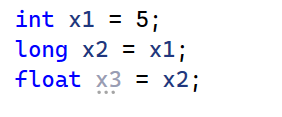 int x1 = 5;
long x2 = x1;
float x3 = x2;